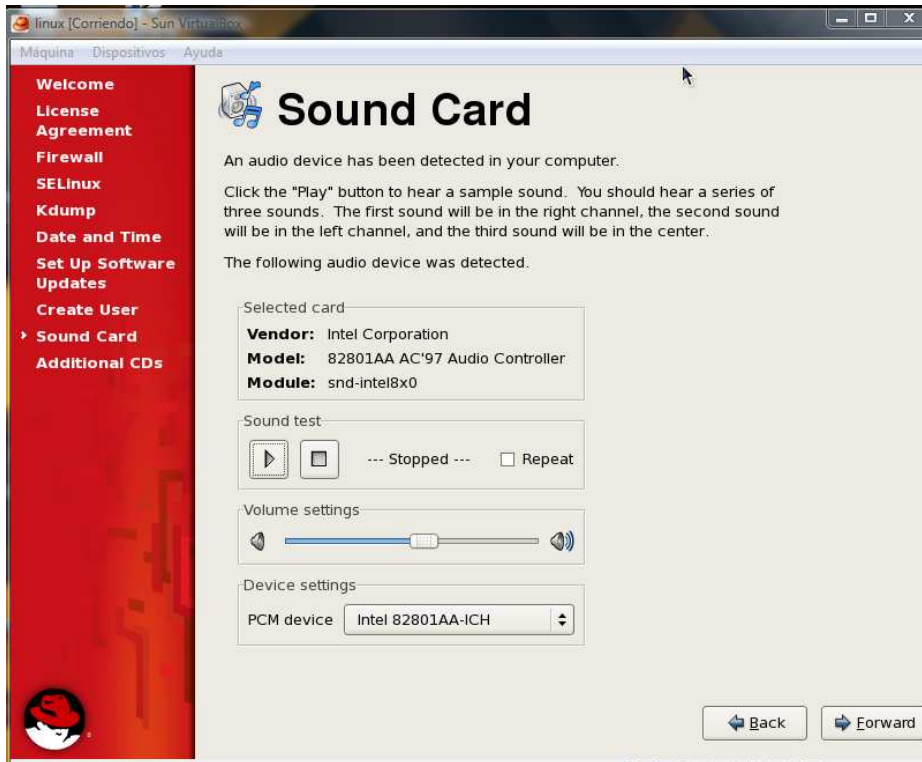 linux [Corriendo] - Sun VirtualBox
Máquina Dispositivos Ayuda
Welcome
License
Agreement
Firewall
SELinux
Kdump
Date and Time
Set Up Software
Updates
Create User
Sound Card
Additional CDs
Sound Card
An audio device has been detected in your computer.
Click the "Play" button to hear a sample sound. You should hear a series of
three sounds. The first sound will be in the right channel, the second sound
will be in the left channel, and the third sound will be in the center.
The following audio device was detected.
Selected card
Vendor: Intel Corporation
Model: 82801AA AC'97 Audio Controller
Module: snd-intel8x0
Sound test
--- Stopped --- Repeat
Volume settings
Device settings
PCM device Intel 82801AA-ICH
Back Forward